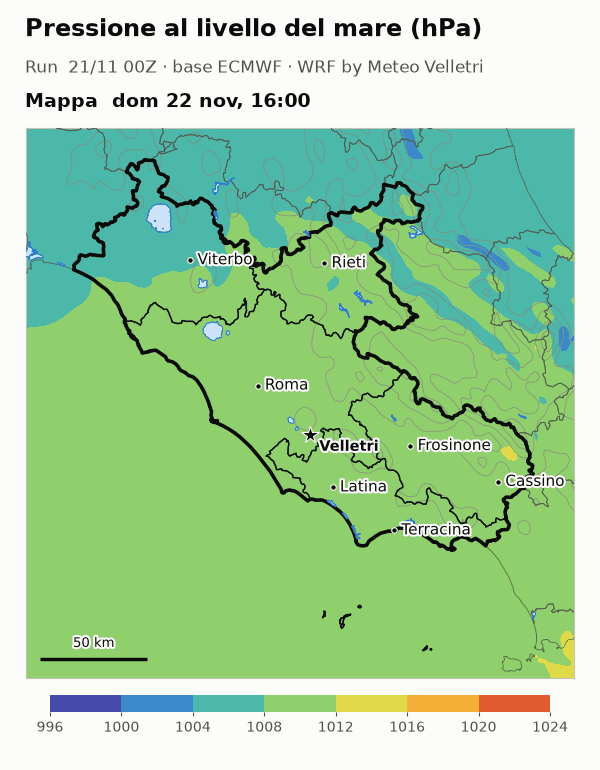 Pressione al livello del mare (hPa)
Run  21/11 00Z · base ECMWF · WRF by Meteo Velletri
Mappa  dom 22 nov, 16:00
Viterbo
Rieti
Roma
Velletri
Frosinone
Latina
Cassino
Terracina
50 km
996 1000 1004 1008 1012 1016 1020 1024